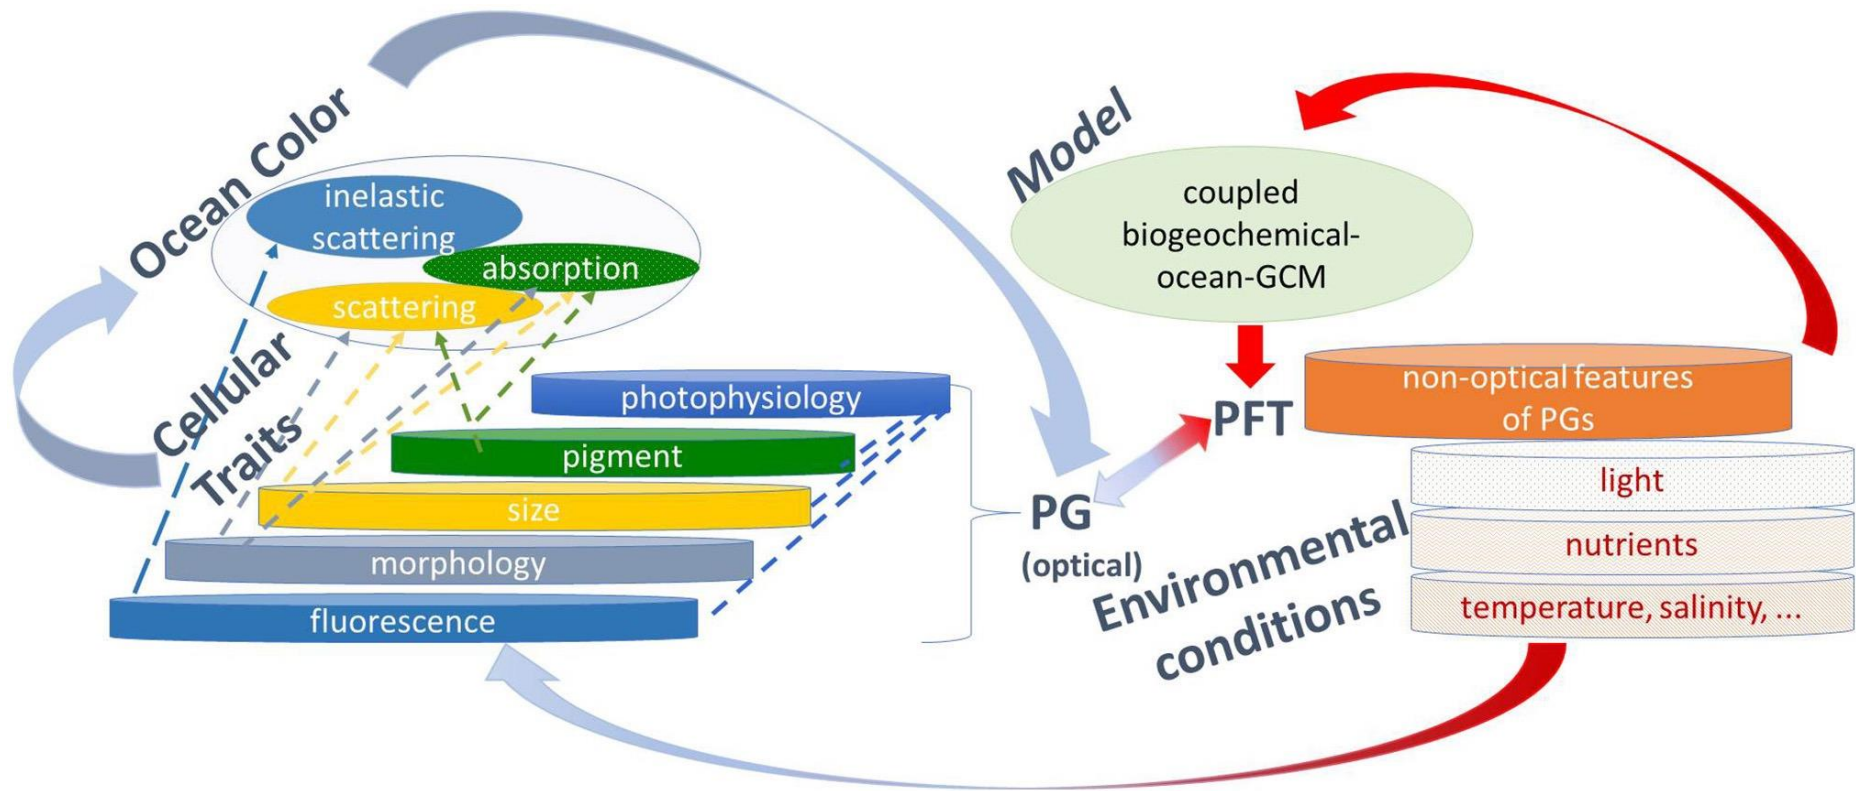 Ocean Color
inelastic
scattering
absorption
scattering
Cellular
Traits
photophysiology
pigment
size
morphology
fluorescence
PG
(optical)
Model
coupled
biogeochemical-
ocean-GCM
PFT
non-optical features
of PGs
Environmental
conditions
light
nutrients
temperature, salinity, ...